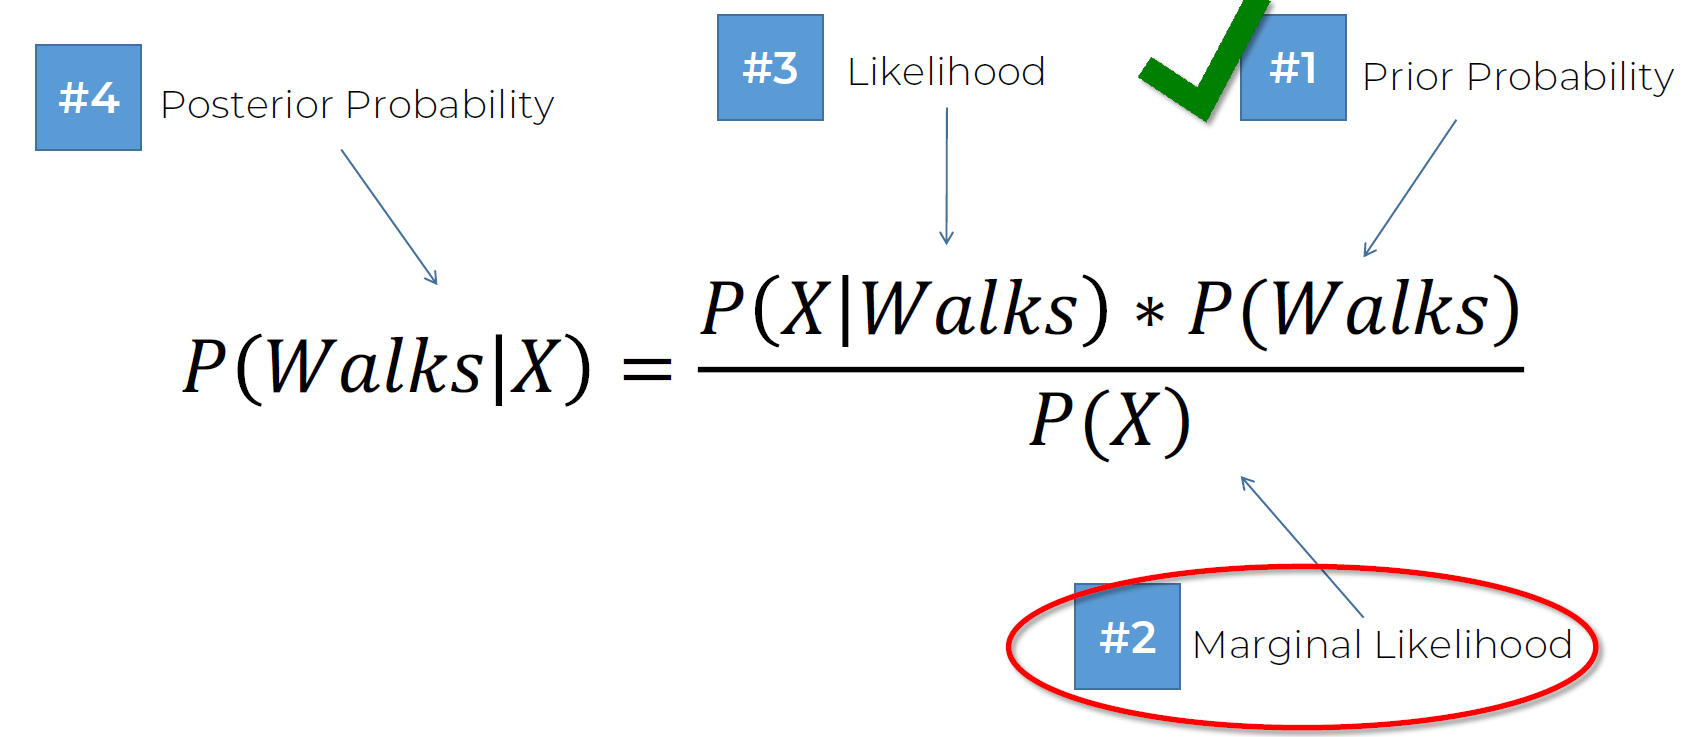 #4 Posterior Probability
#3 Likelihood
#1 Prior Probability
P(Walks|X) = P(X|Walks) * P(Walks)
P(X)
#2 Marginal Likelihood